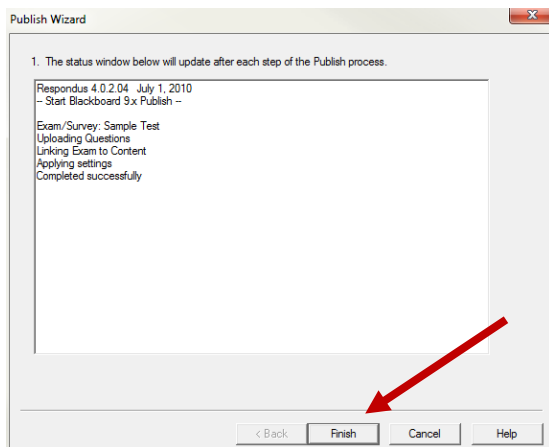 Publish Wizard
1. The status window below will update after each step of the Publish process.
Respondus 4.0.2.04 July 1, 2010
-- Start Blackboard 9.x Publish --
Exam/Survey: Sample Test
Uploading Questions
Linking Exam to Content
Applying settings
Completed successfully
< Back Finish Cancel Help